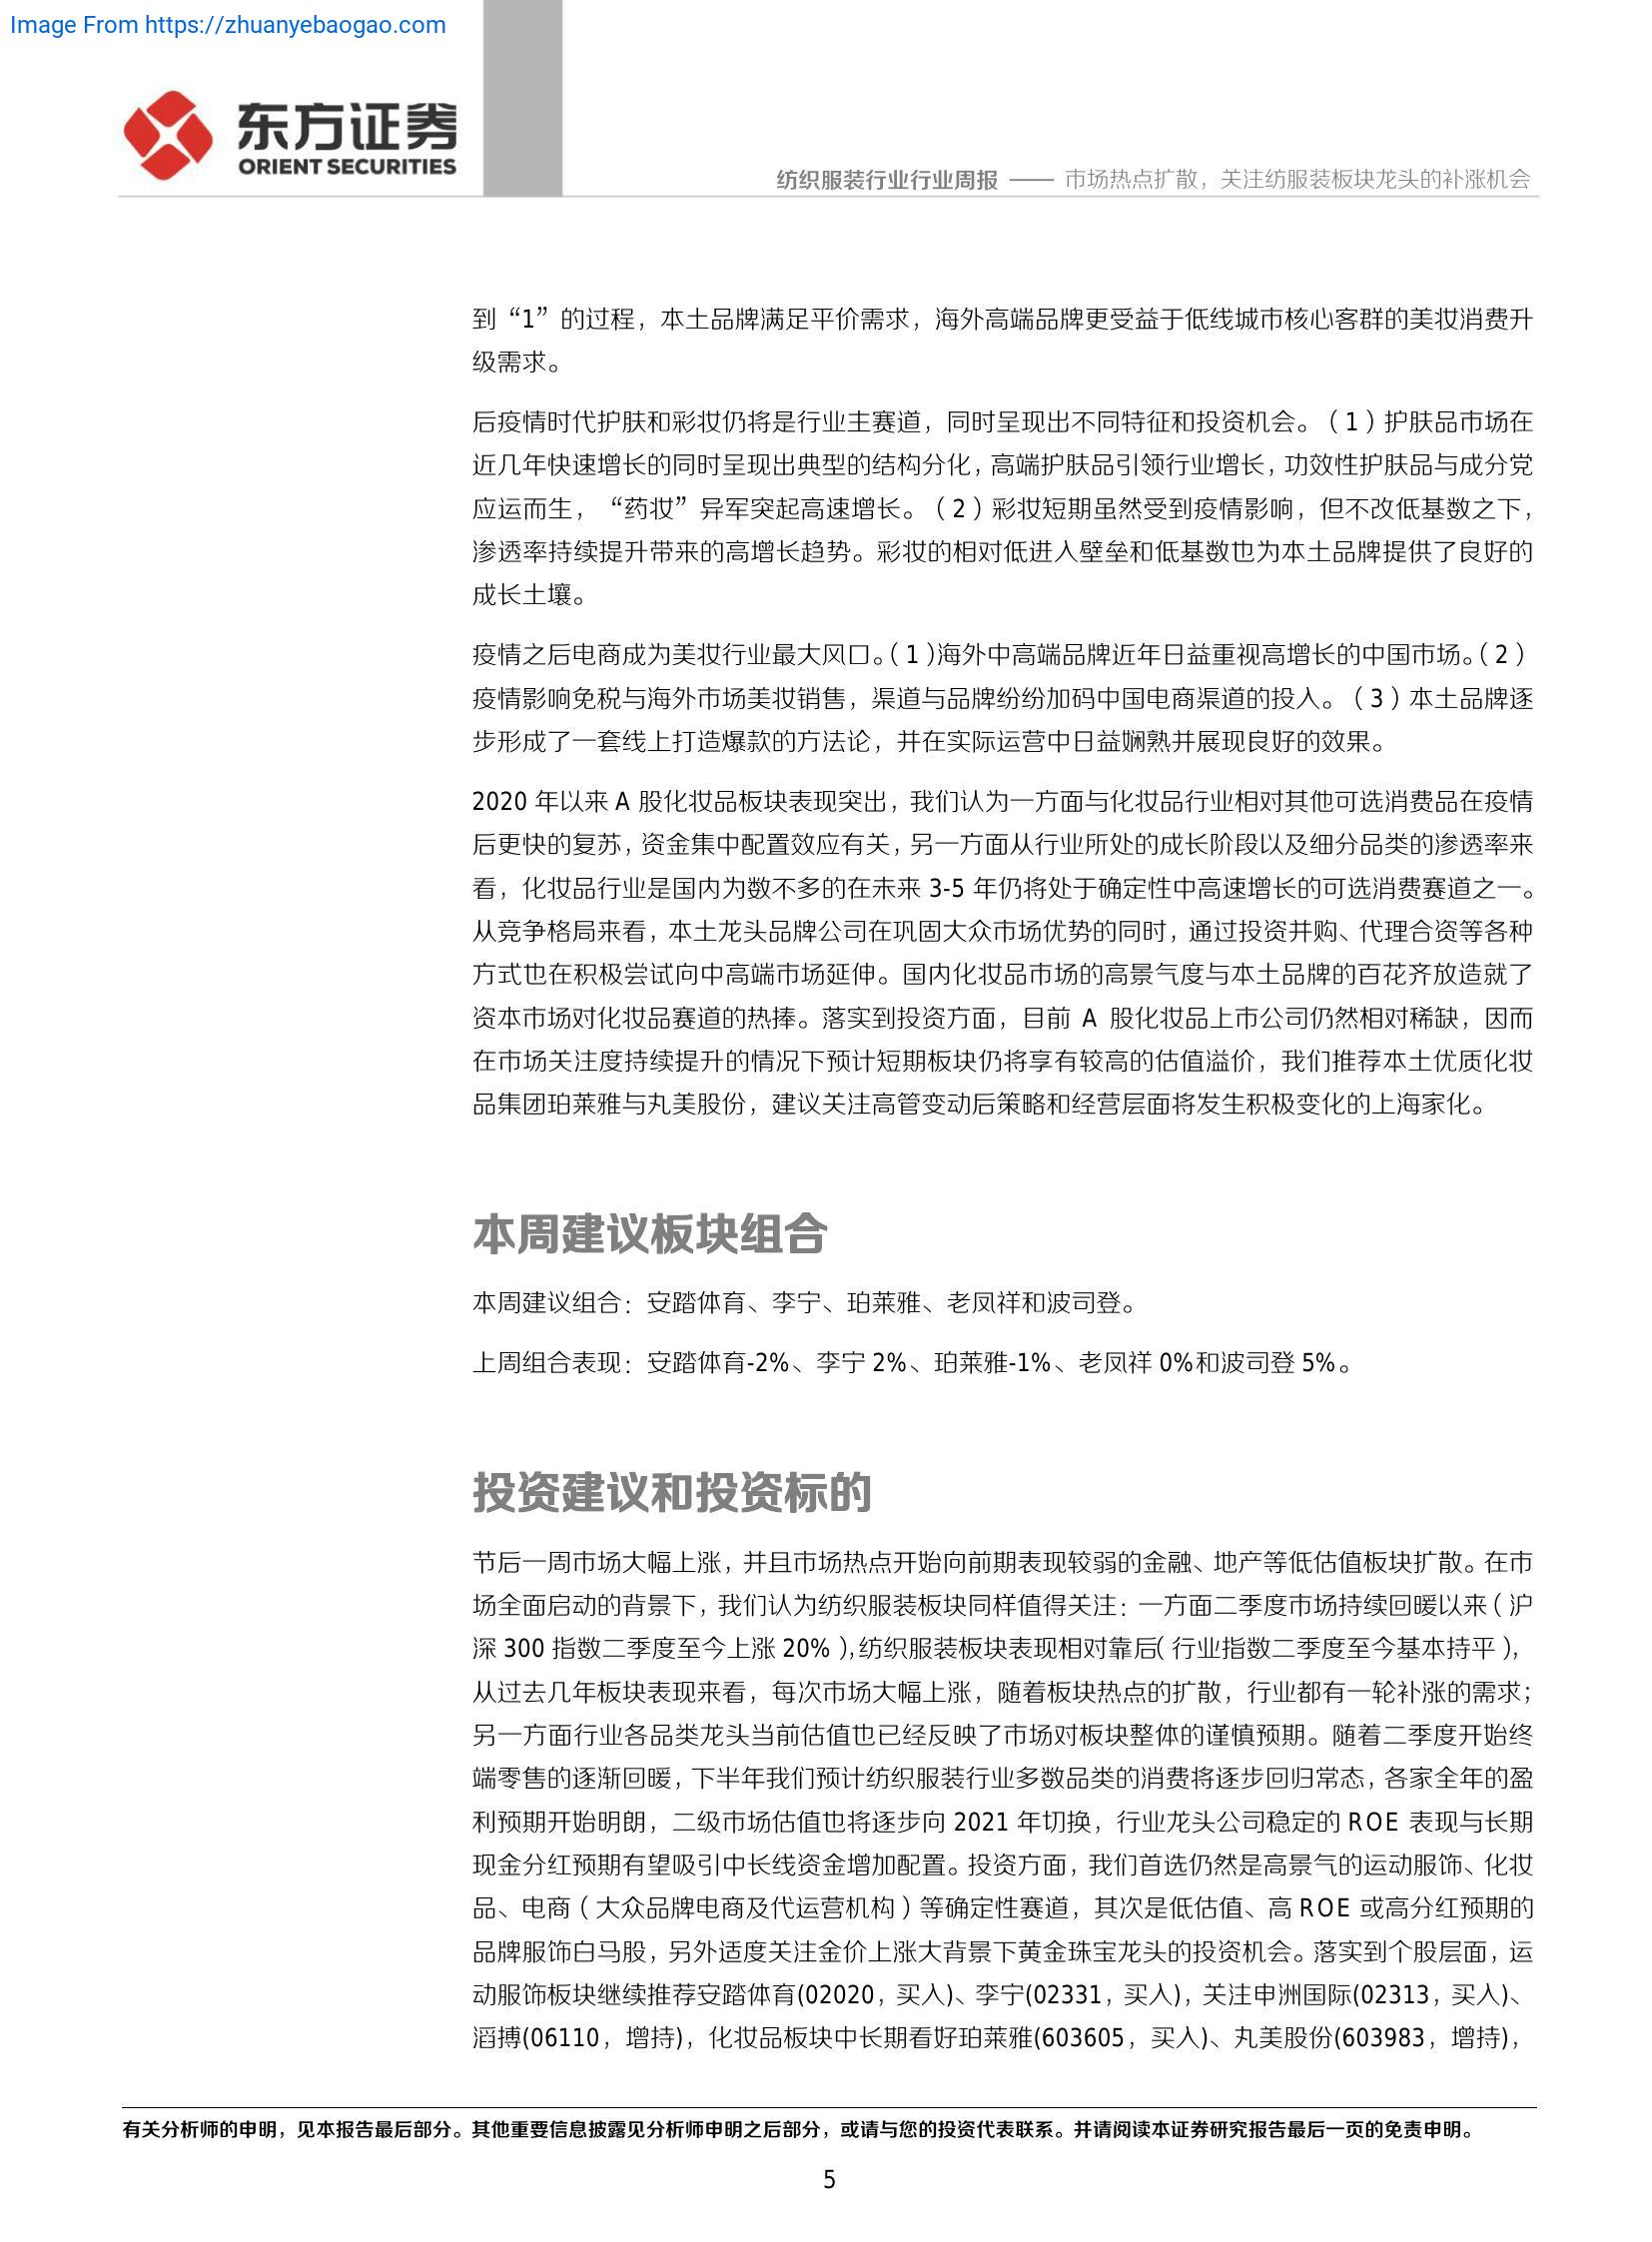 Image From https://zhuanyebaogao.com
东方证券
ORIENT SECURITIES
纺织服装行业行业周报 —— 市场热点扩散，关注纺服装板块龙头的补涨机会
到“1”的过程，本土品牌满足平价需求，海外高端品牌更受益于低线城市核心客群的美妆消费升
级需求。
后疫情时代护肤和彩妆仍将是行业主赛道，同时呈现出不同特征和投资机会。（1）护肤品市场在
近几年快速增长的同时呈现出典型的结构分化，高端护肤品引领行业增长，功效性护肤品与成分党
应运而生，“药妆”异军突起高速增长。（2）彩妆短期虽然受到疫情影响，但不改低基数之下，
渗透率持续提升带来的高增长趋势。彩妆的相对低进入壁垒和低基数也为本土品牌提供了良好的
成长土壤。
疫情之后电商成为美妆行业最大风口。（1）海外中高端品牌近年日益重视高增长的中国市场。（2）
疫情影响免税与海外市场美妆销售，渠道与品牌纷纷加码中国电商渠道的投入。（3）本土品牌逐
步形成了一套线上打造爆款的方法论，并在实际运营中日益娴熟并展现良好的效果。
2020 年以来 A 股化妆品板块表现突出，我们认为一方面与化妆品行业相对其他可选消费品在疫情
后更快的复苏，资金集中配置效应有关，另一方面从行业所处的成长阶段以及细分品类的渗透率来
看，化妆品行业是国内为数不多的在未来 3-5 年仍将处于确定性中高速增长的可选消费赛道之一。
从竞争格局来看，本土龙头品牌公司在巩固大众市场优势的同时，通过投资并购、代理合资等各种
方式也在积极尝试向中高端市场延伸。国内化妆品市场的高景气度与本土品牌的百花齐放造就了
资本市场对化妆品赛道的热捧。落实到投资方面，目前 A 股化妆品上市公司仍然相对稀缺，因而
在市场关注度持续提升的情况下预计短期板块仍将享有较高的估值溢价，我们推荐本土优质化妆
品集团珀莱雅与丸美股份，建议关注高管变动后策略和经营层面将发生积极变化的上海家化。
本周建议板块组合
本周建议组合：安踏体育、李宁、珀莱雅、老凤祥和波司登。
上周组合表现：安踏体育-2%、李宁 2%、珀莱雅-1%、老凤祥 0%和波司登 5%。
投资建议和投资标的
节后一周市场大幅上涨，并且市场热点开始向前期表现较弱的金融、地产等低估值板块扩散。在市
场全面启动的背景下，我们认为纺织服装板块同样值得关注：一方面二季度市场持续回暖以来（沪
深 300 指数二季度至今上涨 20%），纺织服装板块表现相对靠后（行业指数二季度至今基本持平），
从过去几年板块表现来看，每次市场大幅上涨，随着板块热点的扩散，行业都有一轮补涨的需求；
另一方面行业各品类龙头当前估值也已经反映了市场对板块整体的谨慎预期。随着二季度开始终
端零售的逐渐回暖，下半年我们预计纺织服装行业多数品类的消费将逐步回归常态，各家全年的盈
利预期开始明朗，二级市场估值也将逐步向 2021 年切换，行业龙头公司稳定的 ROE 表现与长期
现金分红预期有望吸引中长线资金增加配置。投资方面，我们首选仍然是高景气的运动服饰、化妆
品、电商（大众品牌电商及代运营机构）等确定性赛道，其次是低估值、高 ROE 或高分红预期的
品牌服饰白马股，另外适度关注金价上涨大背景下黄金珠宝龙头的投资机会。落实到个股层面，运
动服饰板块继续推荐安踏体育(02020，买入)、李宁(02331，买入)，关注申洲国际(02313，买入)、
滔搏(06110，增持)，化妆品板块中长期看好珀莱雅(603605，买入)、丸美股份(603983，增持)，
有关分析师的申明，见本报告最后部分。其他重要信息披露见分析师申明之后部分，或请与您的投资代表联系。并请阅读本证券研究报告最后一页的免责申明。
5